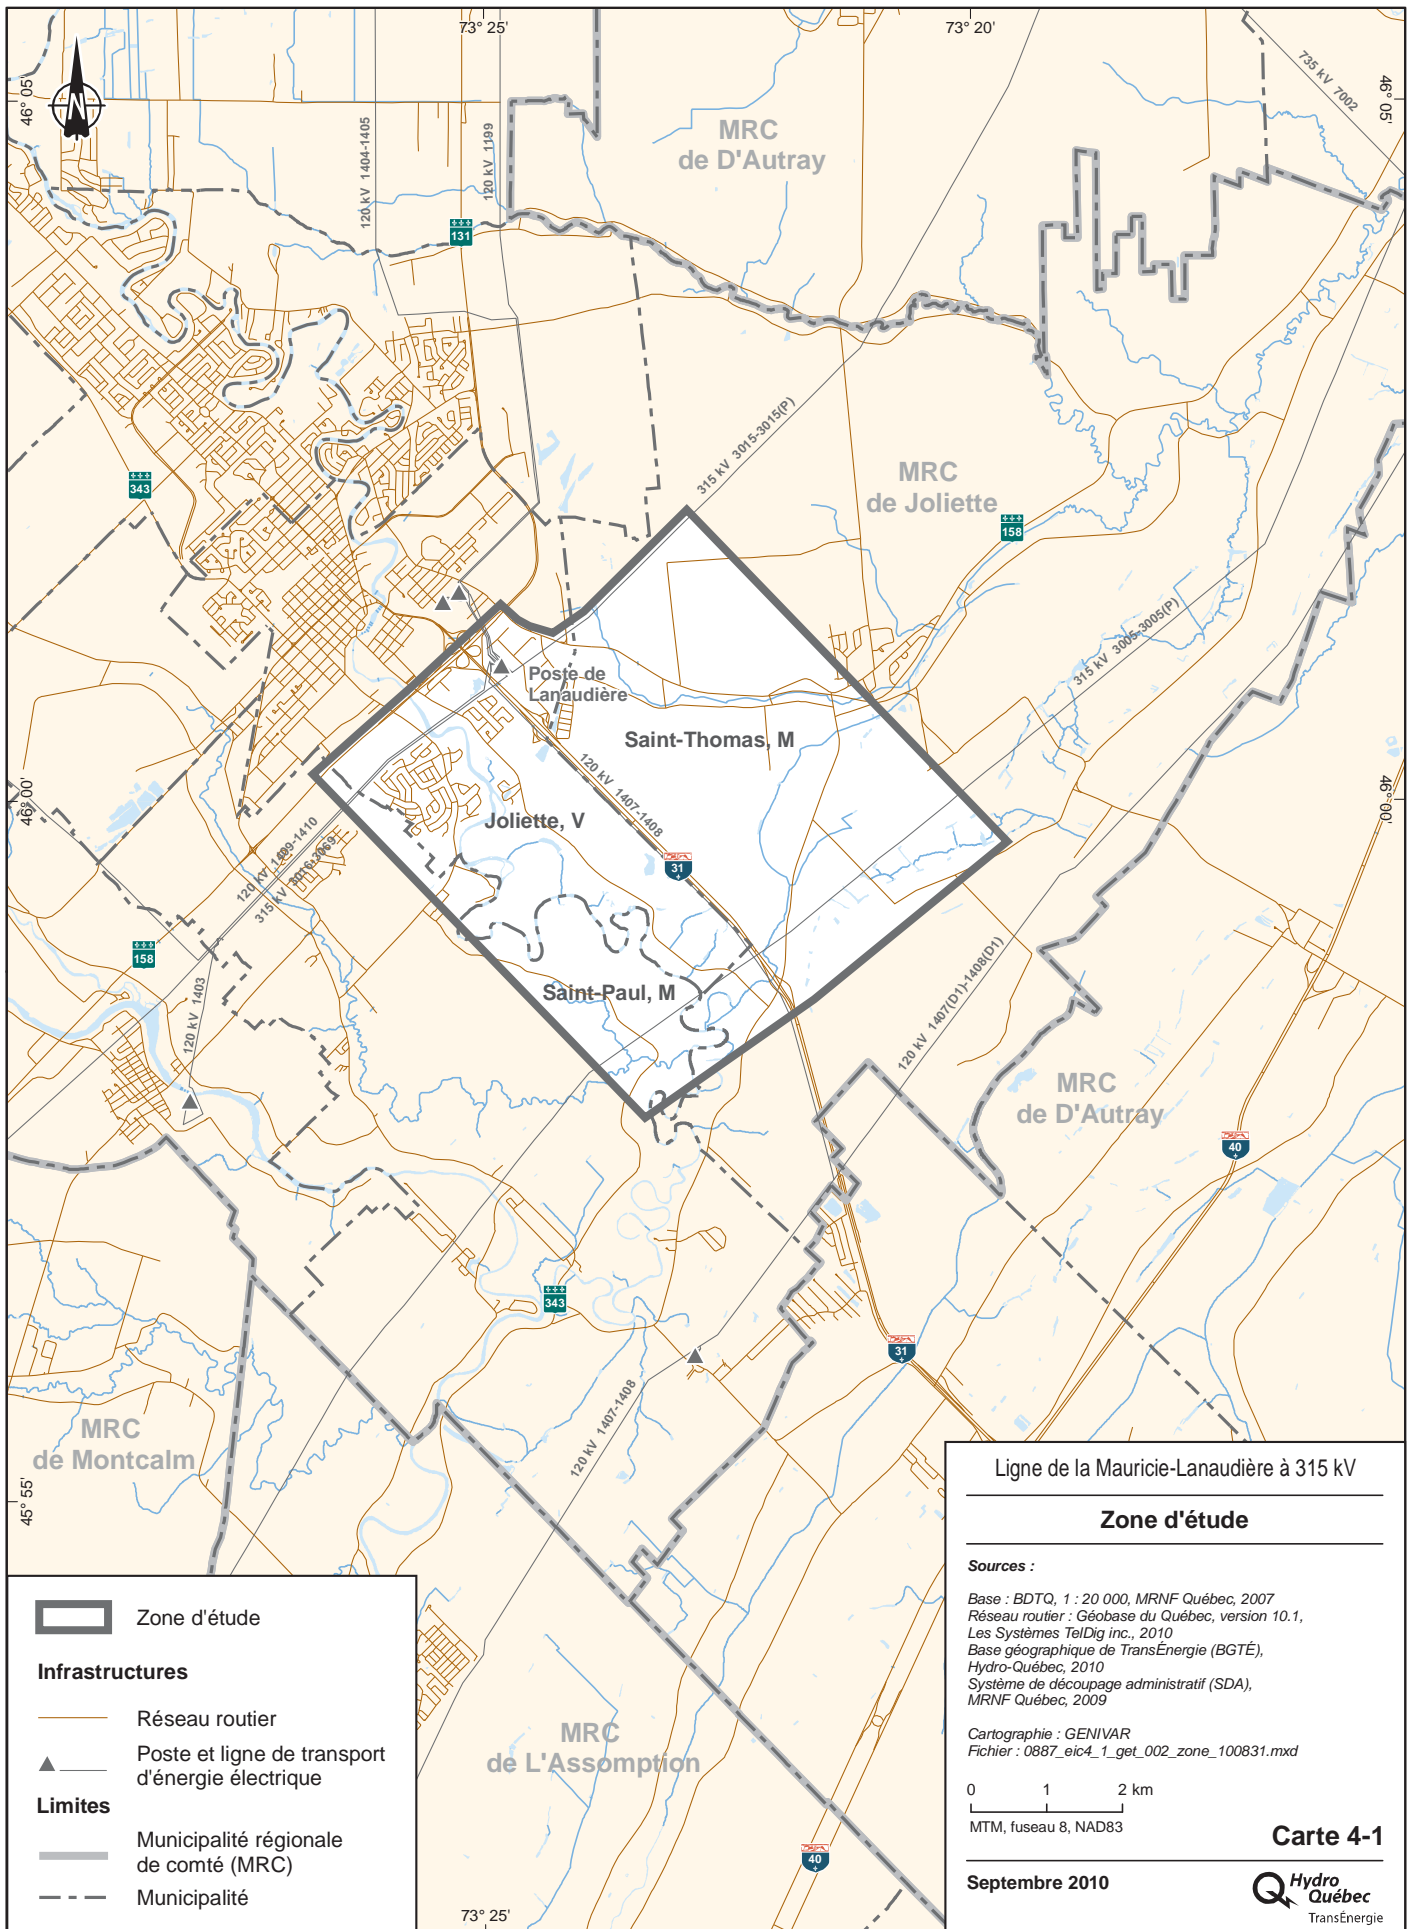 73° 25'
73° 20'
46° 05'
46° 05'
N
735 kV 7002
MRC
de D'Autray
120 kV 1404-1405
120 kV 1199
131
315 kV 3015-3015(P)
MRC
de Joliette
343
158
315 kV 3005-3005(P)
Poste de
Lanaudière
Saint-Thomas, M
120 kV 1407-1408
46° 00'
46° 00'
Joliette, V
31
120 kV 1409-1410
315 kV 3016-3069
158
120 kV 1403
Saint-Paul, M
120 kV 1407(D1)-1408(D1)
MRC
de D'Autray
40
343
31
120 kV 1407-1408
MRC
de Montcalm
45° 55'
MRC
de L'Assomption
40
73° 25'
Zone d'étude
Infrastructures
Réseau routier
Poste et ligne de transport
d'énergie électrique
Limites
Municipalité régionale
de comté (MRC)
Municipalité
Ligne de la Mauricie-Lanaudière à 315 kV
Zone d'étude
Sources :
Base : BDTQ, 1 : 20 000, MRNF Québec, 2007
Réseau routier : Géobase du Québec, version 10.1,
Les Systèmes TelDig inc., 2010
Base géographique de TransÉnergie (BGTÉ),
Hydro-Québec, 2010
Système de découpage administratif (SDA),
MRNF Québec, 2009
Cartographie : GENIVAR
Fichier : 0887_eic4_1_get_002_zone_100831.mxd
0 1 2 km
MTM, fuseau 8, NAD83
Carte 4-1
Septembre 2010
Hydro
Québec
TransÉnergie